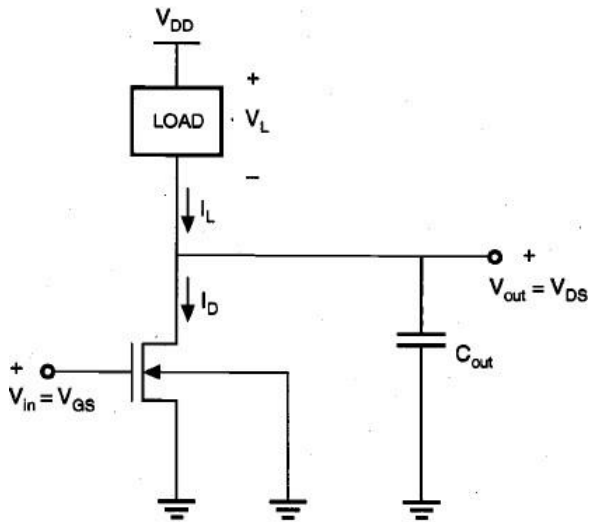 V_DD
+
LOAD
V_L
−
I_L
+
V_out = V_DS
I_D
C_out
+
V_in = V_GS